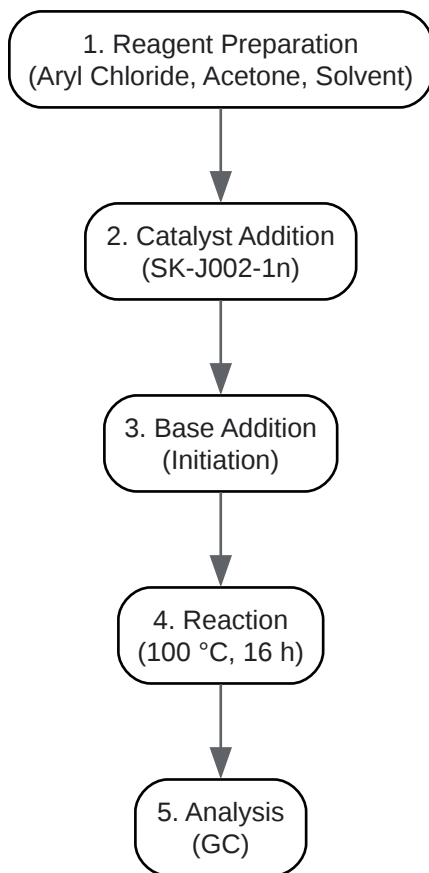 1. Reagent Preparation
(Aryl Chloride, Acetone, Solvent)
2. Catalyst Addition
(SK-J002-1n)
3. Base Addition
(Initiation)
4. Reaction
(100 °C, 16 h)
5. Analysis
(GC)